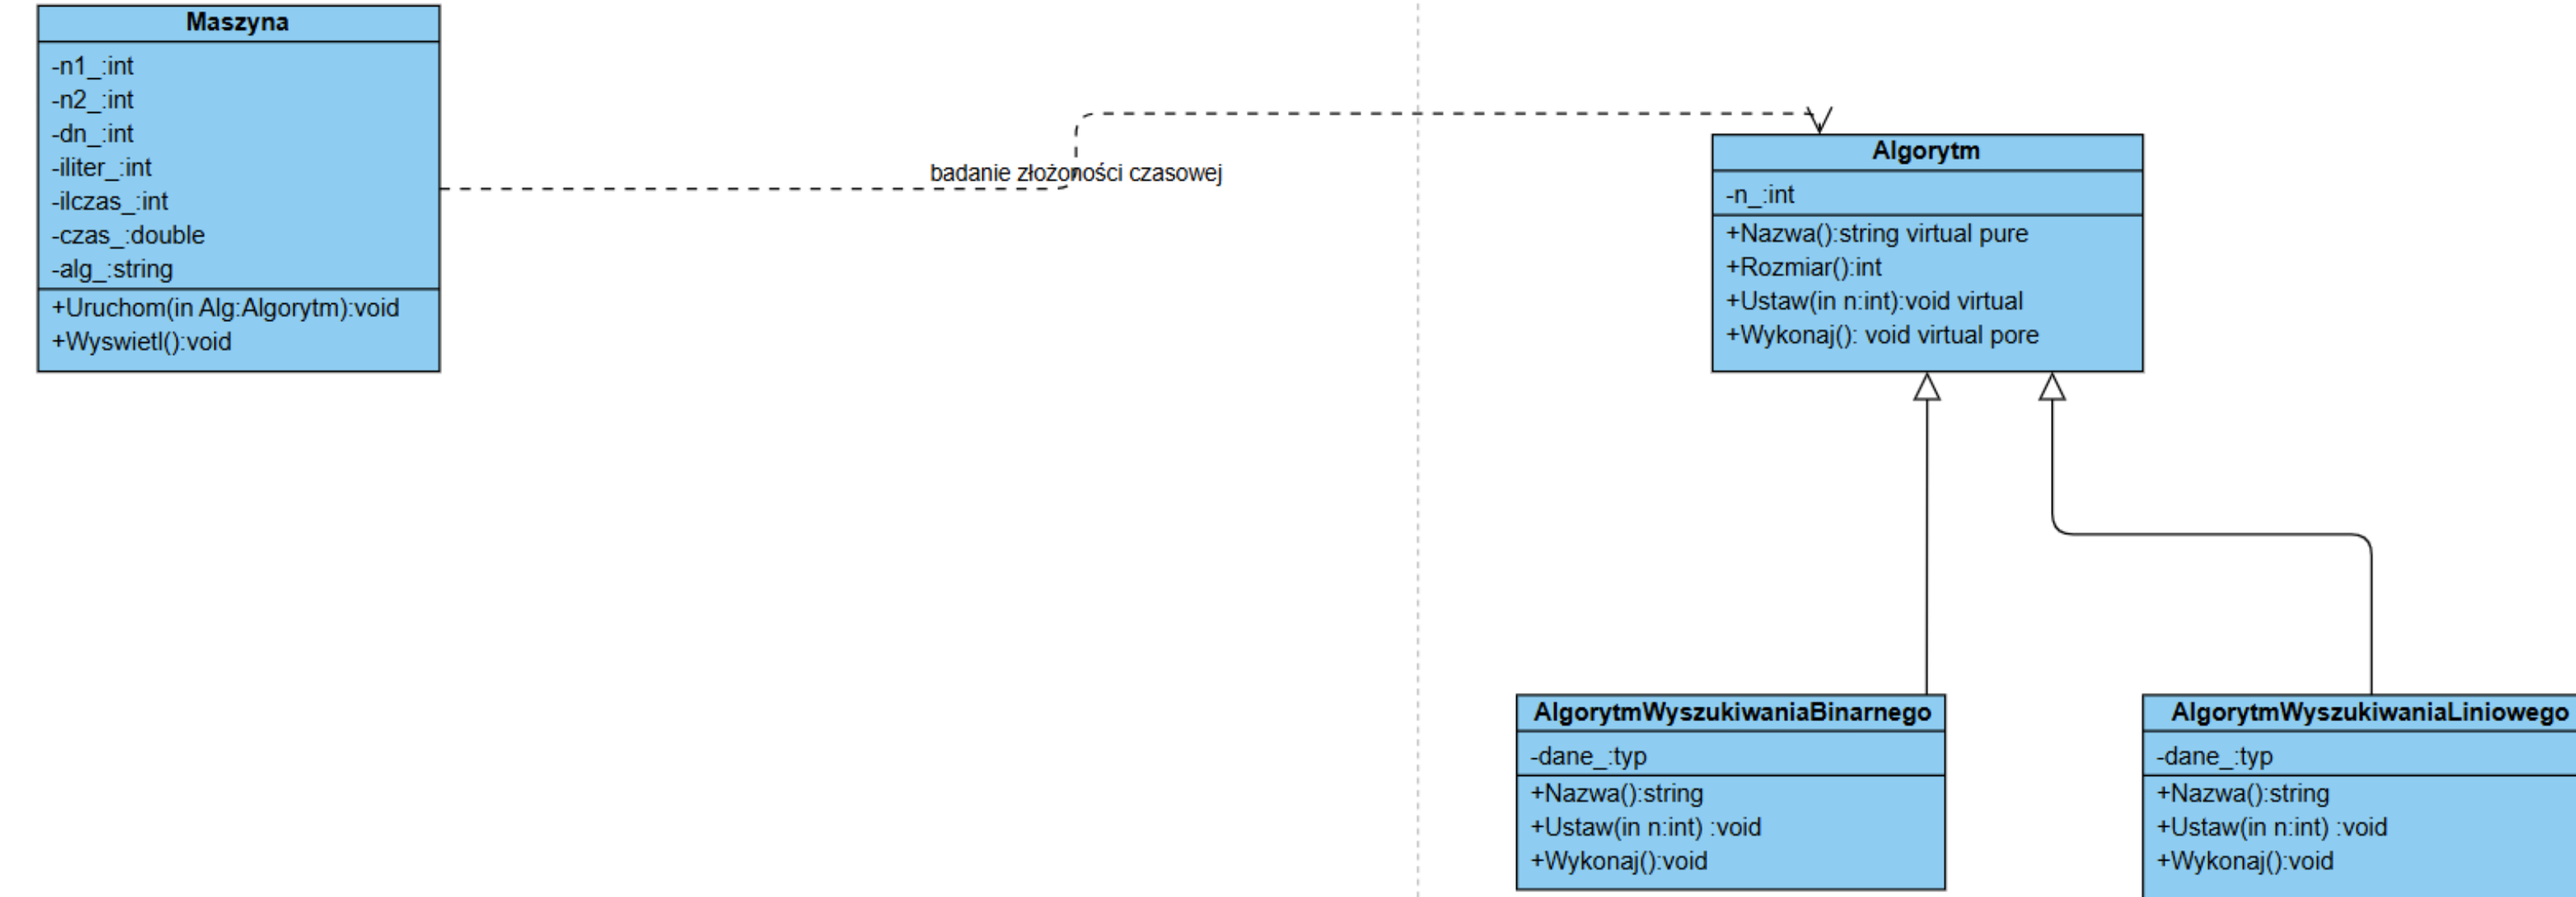 Maszyna
-n1_:int
-n2_:int
-dn_:int
-iliter_:int
-ilczas_:int
-czas_:double
-alg_:string
+Uruchom(in Alg:Algorytm):void
+Wyswietl():void
badanie złożoności czasowej
Algorytm
-n_:int
+Nazwa():string virtual pure
+Rozmiar():int
+Ustaw(in n:int):void virtual
+Wykonaj(): void virtual pore
AlgorytmWyszukiwaniaBinarnego
-dane_:typ
+Nazwa():string
+Ustaw(in n:int) :void
+Wykonaj():void
AlgorytmWyszukiwaniaLiniowego
-dane_:typ
+Nazwa():string
+Ustaw(in n:int) :void
+Wykonaj():void